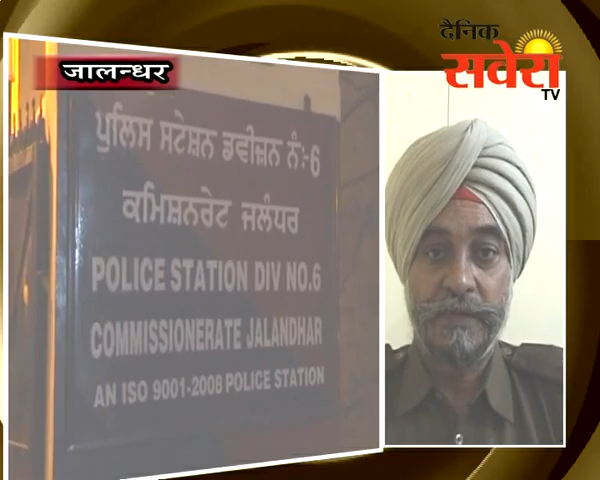 दैनिक
सवेरा
TV
जालन्धर
ਪੁਲਿਸ ਸਟੇਸ਼ਨ ਡਵੀਜ਼ਨ ਨੰ:-6
ਕਮਿਸ਼ਨਰੇਟ ਜਲੰਧਰ
POLICE STATION DIV NO.6
COMMISSIONERATE JALANDHAR
AN ISO 9001-2008 POLICE STATION